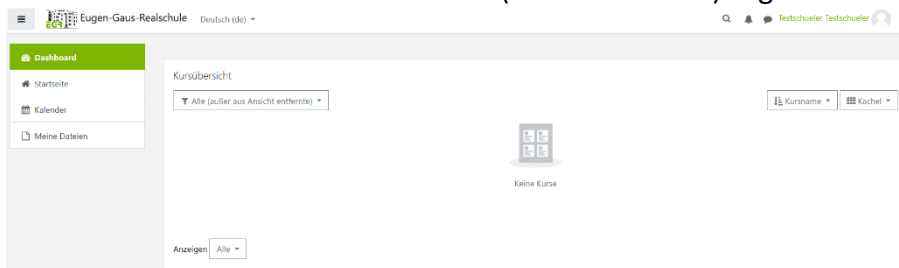 Eugen-Gaus-Realschule Deutsch (de)
Testschueler Testschueler
EGR
Dashboard
Startseite
Kalender
Meine Dateien
Kursübersicht
Alle (außer aus Ansicht entfernte)
Kursname
Kachel
Keine Kurse
Anzeigen Alle